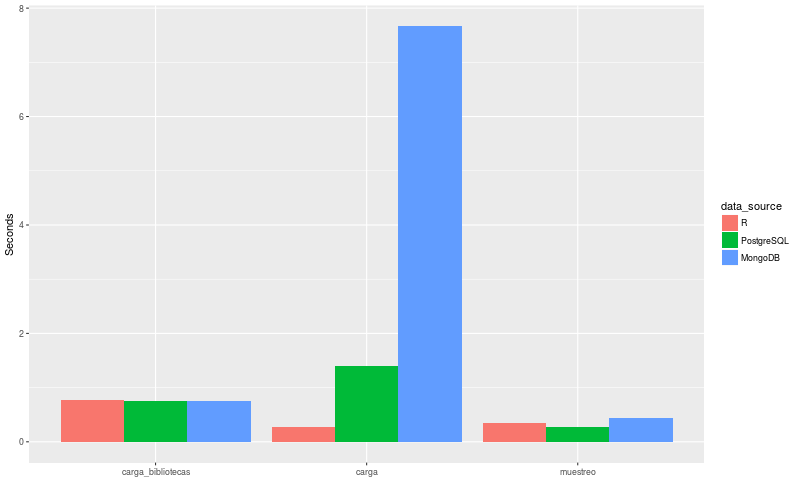 8
6
4
2
0
Seconds
carga_bibliotecas
carga
muestreo
data_source
R
PostgreSQL
MongoDB